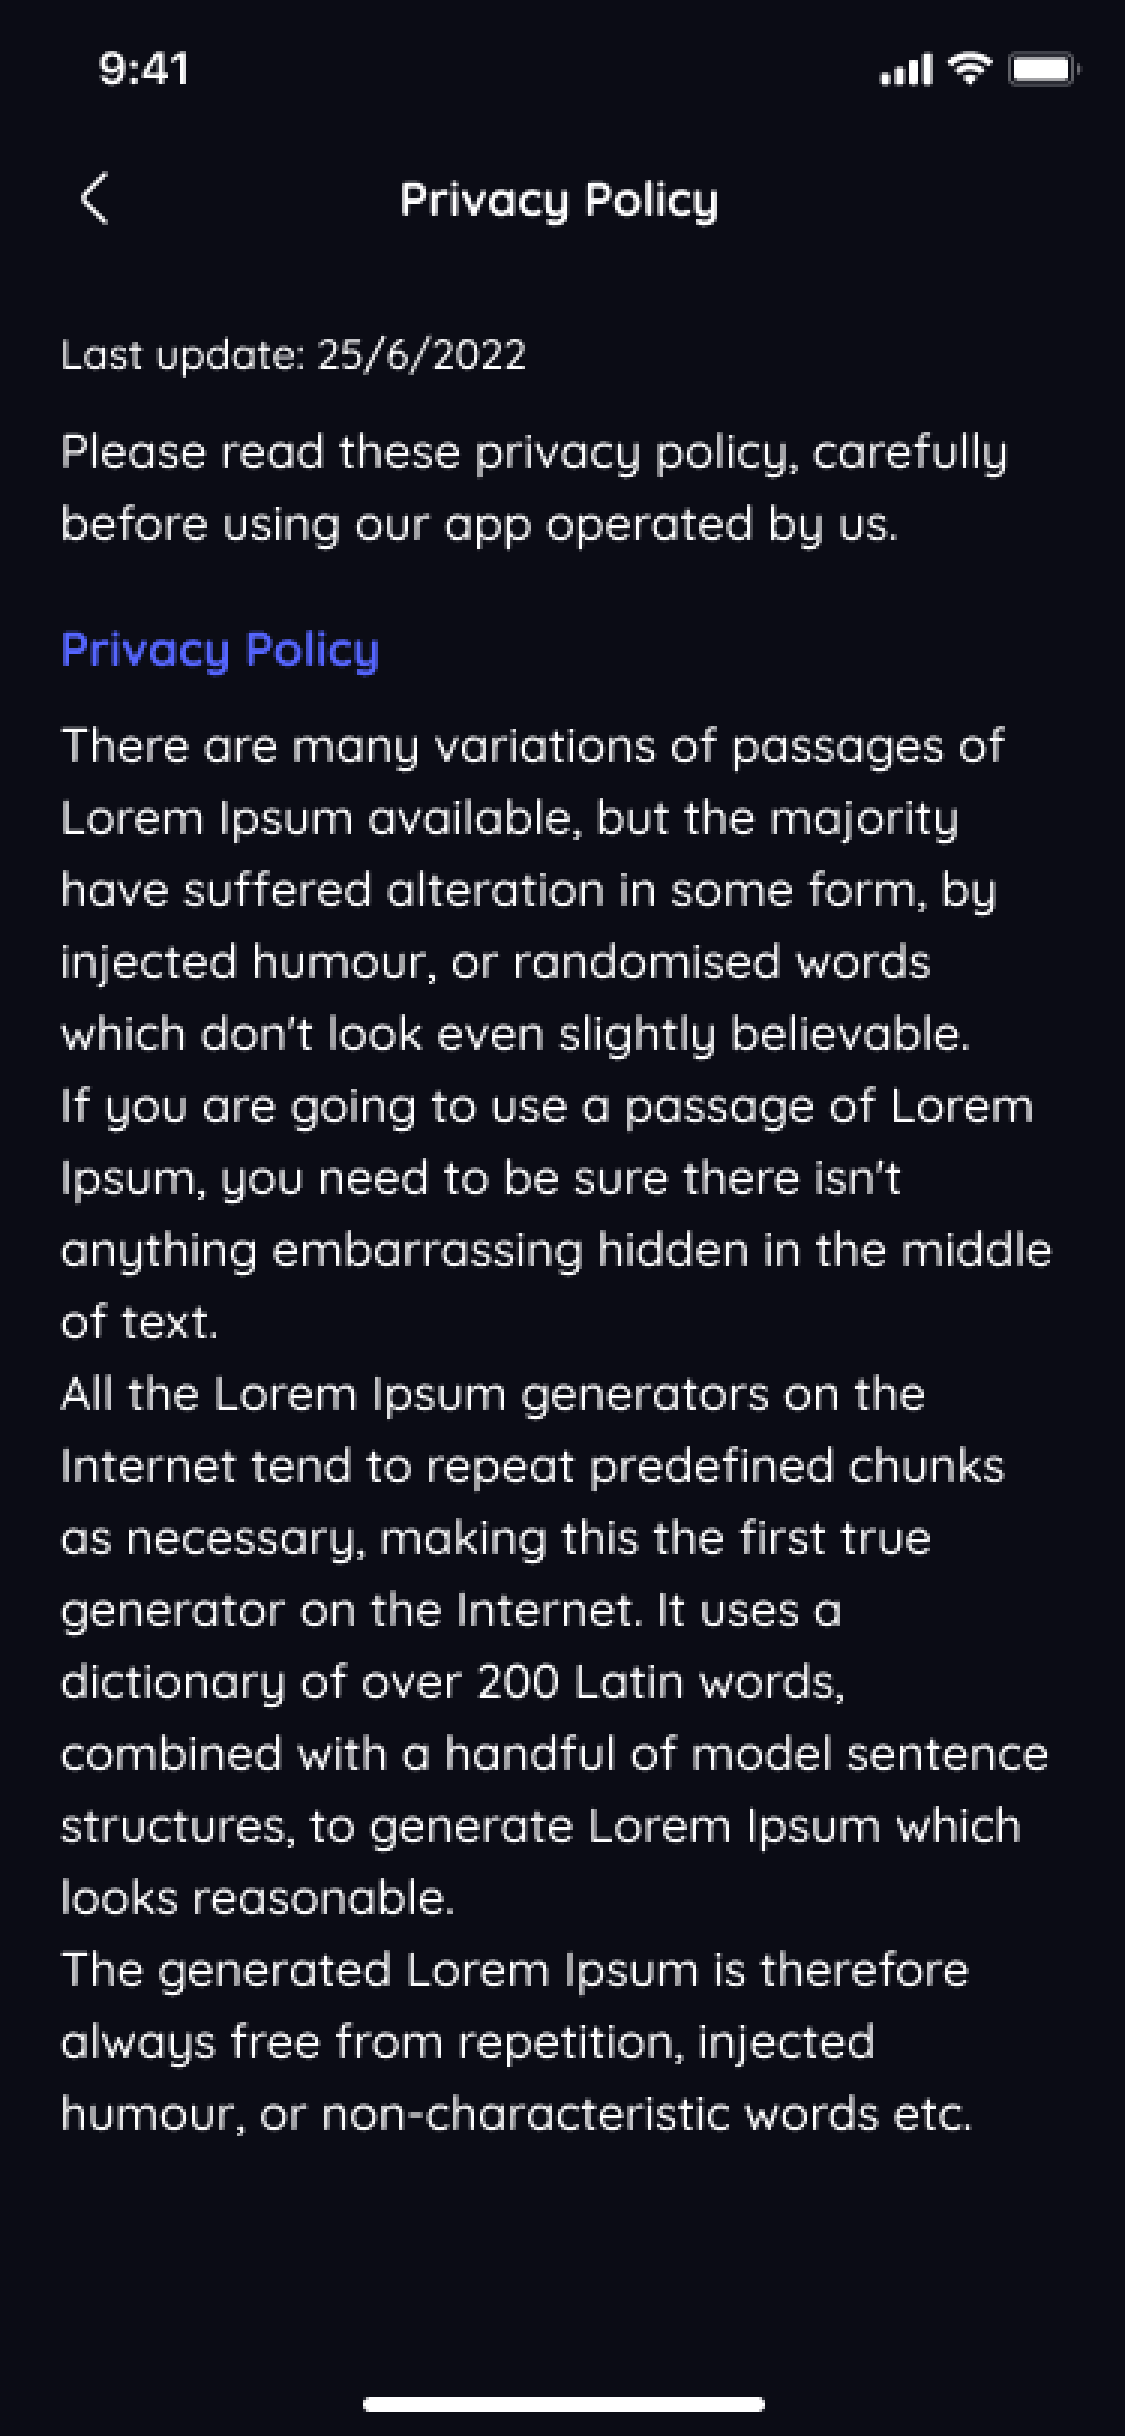 9:41
Privacy Policy
Last update: 25/6/2022
Please read these privacy policy, carefully
before using our app operated by us.
Privacy Policy
There are many variations of passages of
Lorem Ipsum available, but the majority
have suffered alteration in some form, by
injected humour, or randomised words
which don't look even slightly believable.
If you are going to use a passage of Lorem
Ipsum, you need to be sure there isn't
anything embarrassing hidden in the middle
of text.
All the Lorem Ipsum generators on the
Internet tend to repeat predefined chunks
as necessary, making this the first true
generator on the Internet. It uses a
dictionary of over 200 Latin words,
combined with a handful of model sentence
structures, to generate Lorem Ipsum which
looks reasonable.
The generated Lorem Ipsum is therefore
always free from repetition, injected
humour, or non-characteristic words etc.